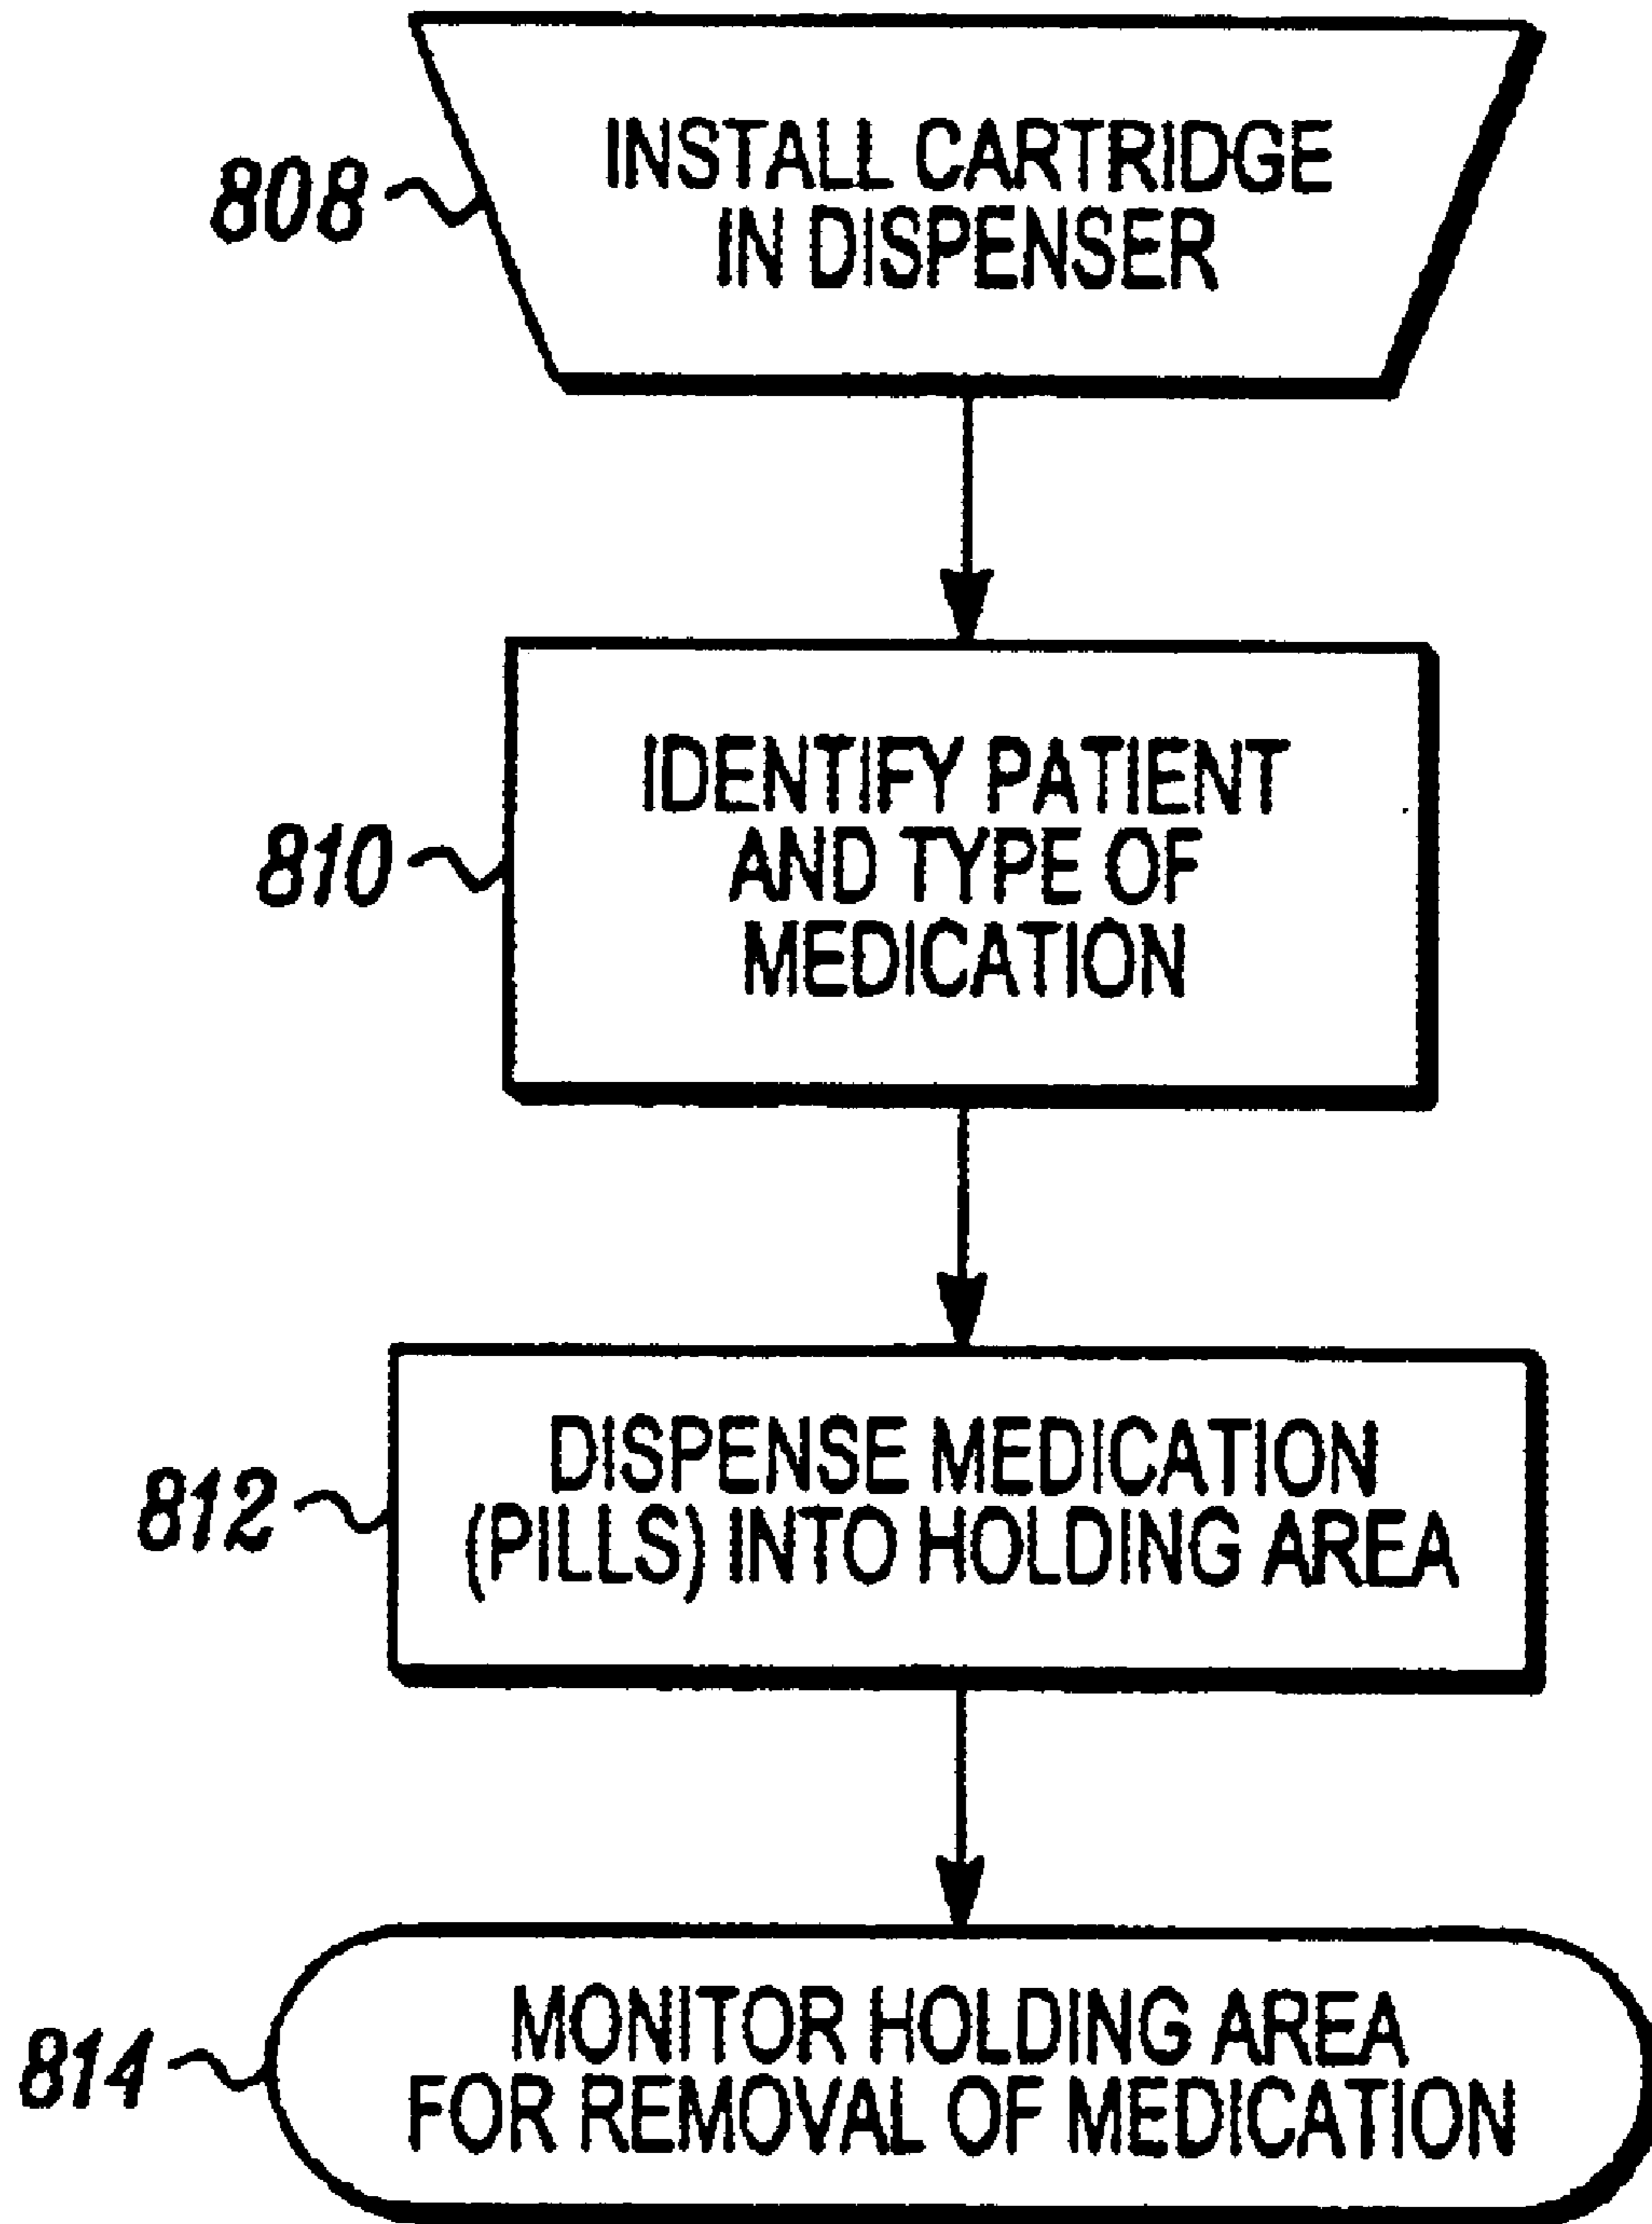 808
INSTALL CARTRIDGE
IN DISPENSER
810
IDENTIFY PATIENT
AND TYPE OF
MEDICATION
812
DISPENSE MEDICATION
(PILLS) INTO HOLDING AREA
814
MONITOR HOLDING AREA
FOR REMOVAL OF MEDICATION